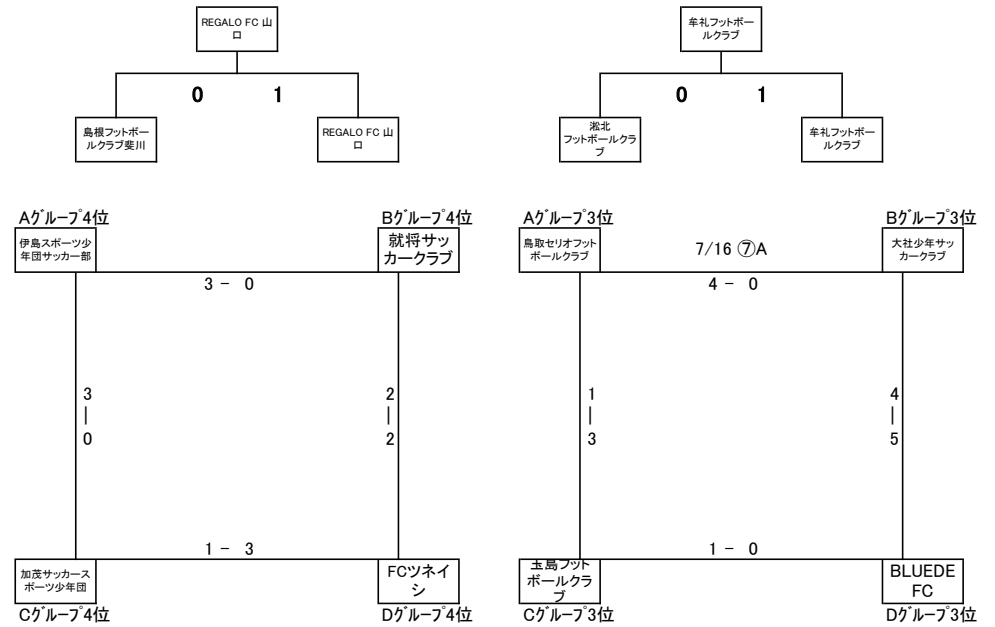 REGALO FC 山
口
牟礼フットボー
ルクラブ
0 1
0 1
島根フットボー
ルクラブ斐川
REGALO FC 山
口
淞北
フットボールクラ
ブ
牟礼フットボー
ルクラブ
Aグループ4位
Bグループ4位
Aグループ3位
Bグループ3位
伊島スポーツ少
年団サッカー部
就将サッ
カークラブ
鳥取セリオフット
ボールクラブ
7/16 ⑦A
大社少年サッ
カークラブ
3 - 0
4 - 0
3
|
0
2
|
2
1
|
3
4
|
5
1 - 3
1 - 0
加茂サッカース
ポーツ少年団
FCツネイ
シ
玉島フット
ボールクラ
ブ
BLUEDE
FC
Cグループ4位
Dグループ4位
Cグループ3位
Dグループ3位